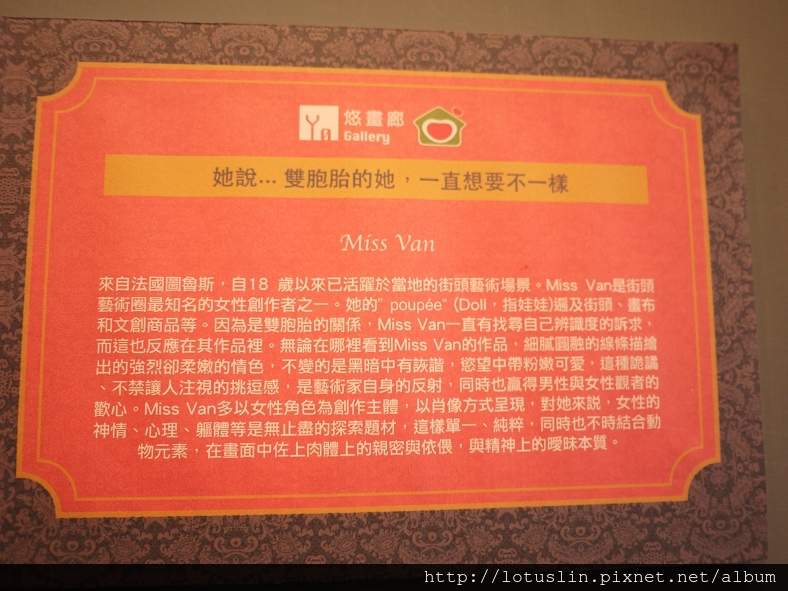 Yo 悠畫廊
Gallery
她說... 雙胞胎的她，一直想要不一樣
Miss Van
來自法國圖魯斯，自18 歲以來已活躍於當地的街頭藝術場景。Miss Van是街頭
藝術圈最知名的女性創作者之一。她的" poupée" (Doll，指娃娃)遍及街頭、畫布
和文創商品等。因為是雙胞胎的關係，Miss Van一直有找尋自己辨識度的訴求，
而這也反應在其作品裡。無論在哪裡看到Miss Van的作品，細膩圓融的線條描繪
出的強烈卻柔嫩的情色，不變的是黑暗中有詼諧，慾望中帶粉嫩可愛，這種詭譎
、不禁讓人注視的挑逗感，是藝術家自身的反射，同時也贏得男性與女性觀者的
歡心。Miss Van多以女性角色為創作主體，以肖像方式呈現，對她來說，女性的
神情、心理、軀體等是無止盡的探索題材，這樣單一、純粹，同時也不時結合動
物元素，在畫面中佐上肉體上的親密與依偎，與精神上的曖昧本質。
http://lotuslin.pixnet.net/album